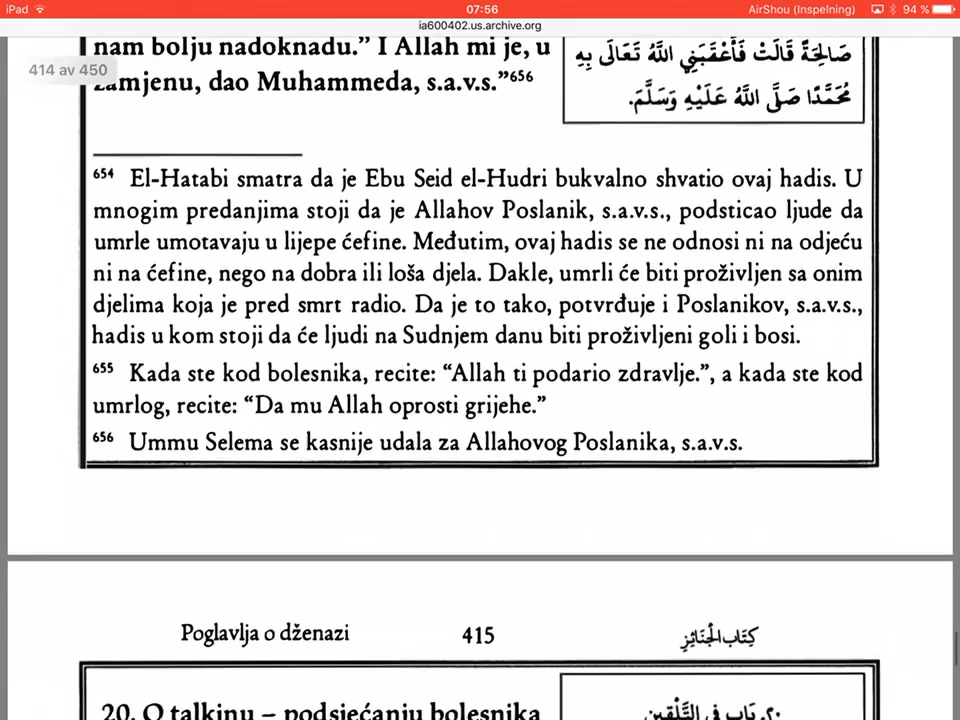 iPad 07:56 AirShou (Inspelning) 94 %
ia600402.us.archive.org
414 av 450
nam bolju nadoknadu.” I Allah mi je, u
zamjenu, dao Muhammeda, s.a.v.s.”656
صَالِحَةً قَالَتْ فَأَعْقَبَنِي اللَّهُ تَعَالَى بِهِ
مُحَمَّدًا صَلَّى اللَّهُ عَلَيْهِ وَسَلَّمَ.
654 El-Hatabi smatra da je Ebu Seid el-Hudri bukvalno shvatio ovaj hadis. U
mnogim predanjima stoji da je Allahov Poslanik, s.a.v.s., podsticao ljude da
umrle umotavaju u lijepe ćefine. Međutim, ovaj hadis se ne odnosi ni na odjeću
ni na ćefine, nego na dobra ili loša djela. Dakle, umrli će biti proživljen sa onim
djelima koja je pred smrt radio. Da je to tako, potvrđuje i Poslanikov, s.a.v.s.,
hadis u kom stoji da će ljudi na Sudnjem danu biti proživljeni goli i bosi.
655 Kada ste kod bolesnika, recite: “Allah ti podario zdravlje.”, a kada ste kod
umrlog, recite: “Da mu Allah oprosti grijehe.”
656 Ummu Selema se kasnije udala za Allahovog Poslanika, s.a.v.s.
Poglavlja o dženazi 415 كِتَاب الْجَنَائِزِ
20. O talkinu – podsjećanju bolesnika
٢٠. بَاب فِي التَّلْقِينِ